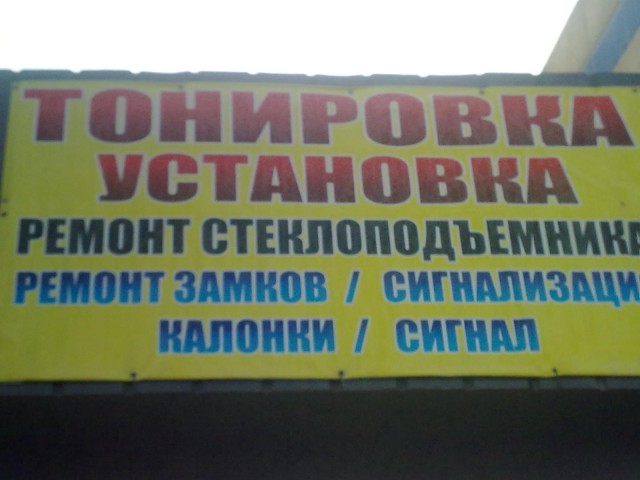 ТОНИРОВКА
УСТАНОВКА
РЕМОНТ СТЕКЛОПОДЪЕМНИКА
РЕМОНТ ЗАМКОВ / СИГНАЛИЗАЦИ
КАЛОНКИ / СИГНАЛ